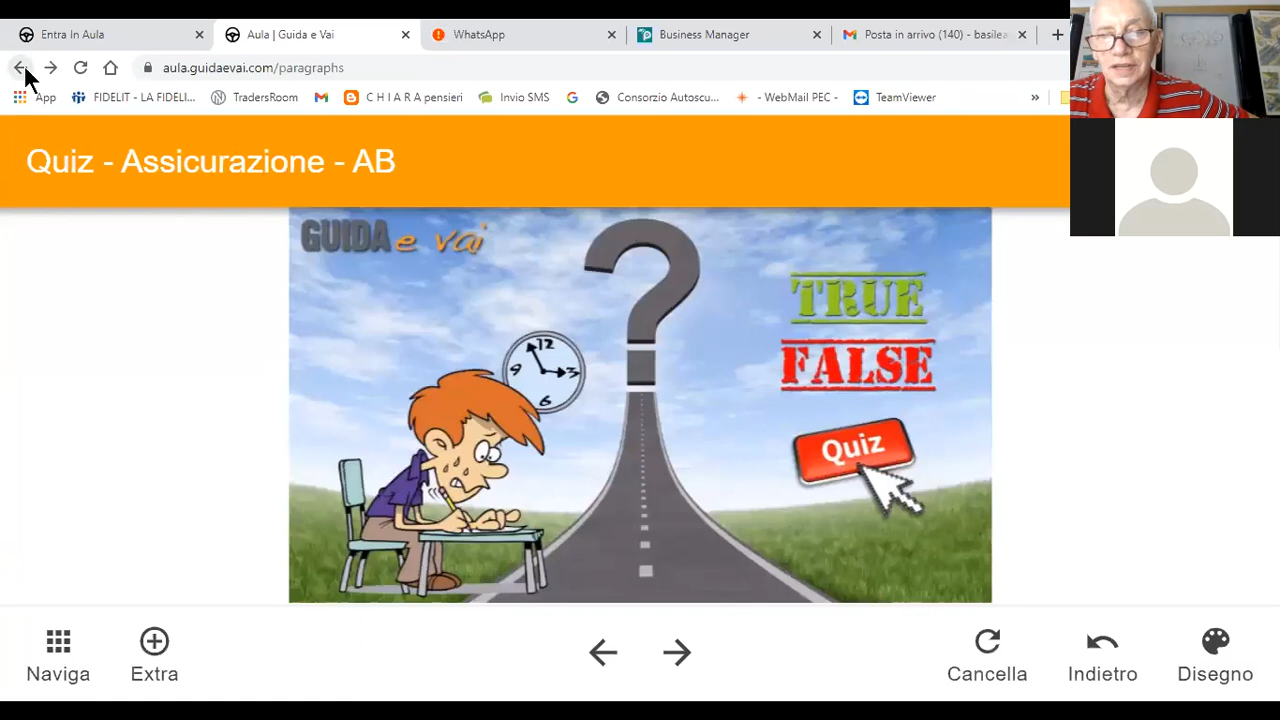 Entra In Aula
Aula | Guida e Vai
WhatsApp
Business Manager
Posta in arrivo (140) - basilea
aula.guidaevai.com/paragraphs
App
FIDELIT - LA FIDELI...
TradersRoom
C H I A R A pensieri
Invio SMS
Consorzio Autoscu...
- WebMail PEC -
TeamViewer
»
Quiz - Assicurazione - AB
GUIDA e vai
?
TRUE
FALSE
12
9 3
6
Quiz
Naviga
Extra
Cancella
Indietro
Disegno